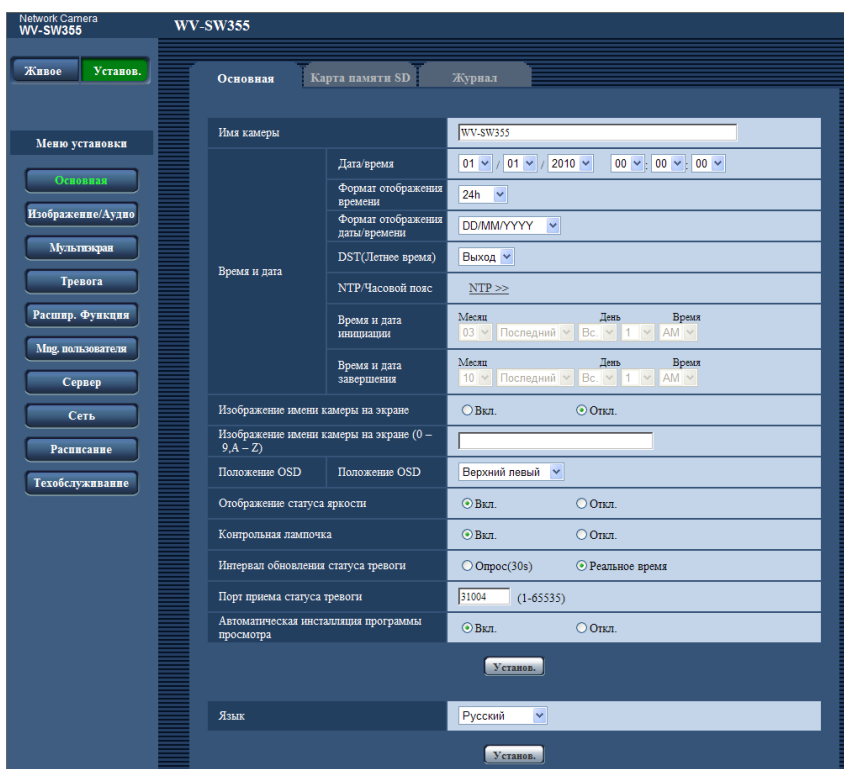 Network Camera
WV-SW355
WV-SW355
Живое Установ.
Основная Карта памяти SD Журнал
Меню установки
Основная
Изображение/Аудио
Мультиэкран
Тревога
Расшир. Функция
Mng. пользователя
Сервер
Сеть
Расписание
Техобслуживание
Имя камеры WV-SW355
Время и дата
Дата/время 01 / 01 / 2010 00 : 00 : 00
Формат отображения
времени 24h
Формат отображения
даты/времени DD/MM/YYYY
DST(Летнее время) Выход
NTP/Часовой пояс NTP >>
Время и дата
инициации
Месяц День Время
03 Последний Вс. 1 AM
Время и дата
завершения
Месяц День Время
10 Последний Вс. 1 AM
Изображение имени камеры на экране Вкл. Откл.
Изображение имени камеры на экране (0 –
9,A – Z)
Положение OSD Положение OSD Верхний левый
Отображение статуса яркости Вкл. Откл.
Контрольная лампочка Вкл. Откл.
Интервал обновления статуса тревоги Опрос(30s) Реальное время
Порт приема статуса тревоги 31004 (1-65535)
Автоматическая инсталляция программы
просмотра Вкл. Откл.
Установ.
Язык Русский
Установ.